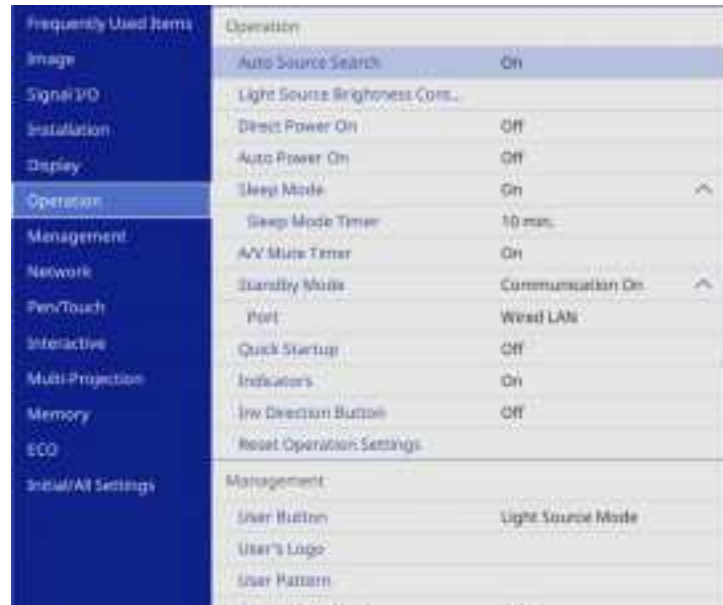 Frequently Used Items
Image
Signal I/O
Installation
Display
Operation
Management
Network
Pen/Touch
Interactive
Multi-Projection
Memory
ECO
Initial/All Settings
Operation
Auto Source Search On
Light Source Brightness Cont...
Direct Power On Off
Auto Power On Off
Sleep Mode On
Sleep Mode Timer 10 min.
A/V Mute Timer On
Standby Mode Communication On
Port Wired LAN
Quick Startup Off
Indicators On
Inv Direction Button Off
Reset Operation Settings
Management
User Button Light Source Mode
User's Logo
User Pattern